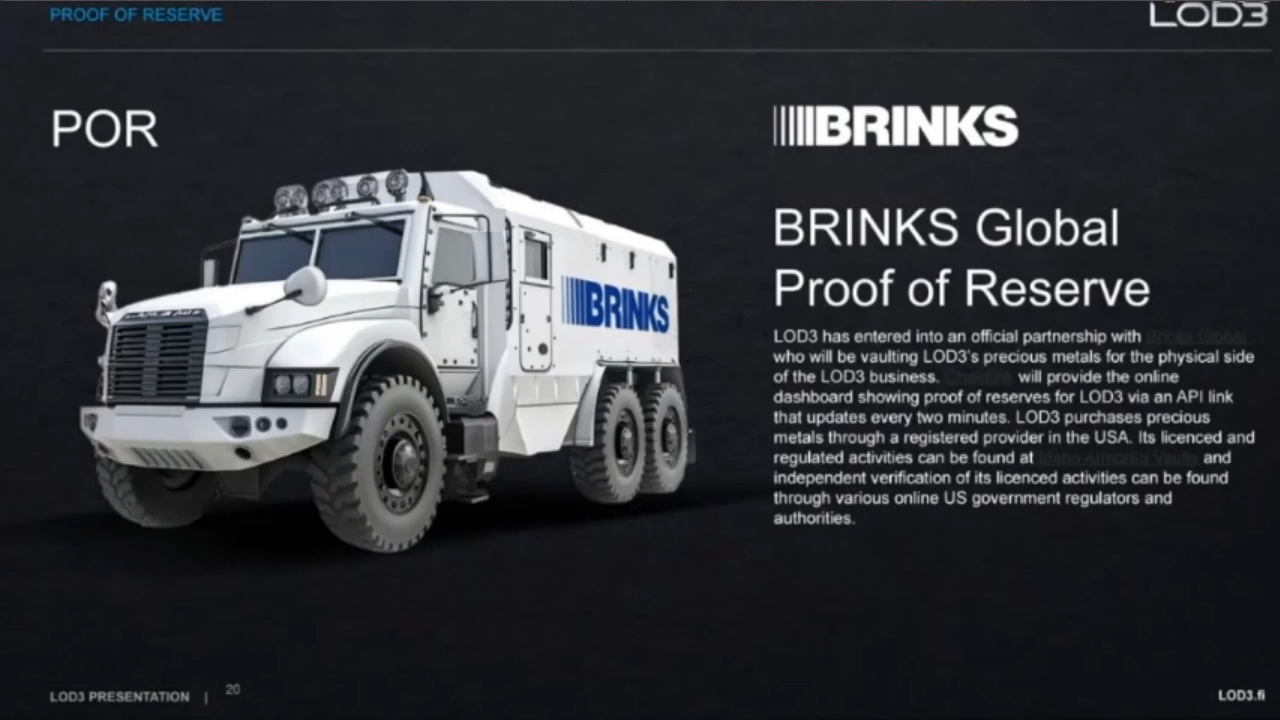 PROOF OF RESERVE
LOD3
POR
BRINKS
BRINKS
BRINKS Global
Proof of Reserve
LOD3 has entered into an official partnership with Brinks Global
who will be vaulting LOD3's precious metals for the physical side
of the LOD3 business. will provide the online
dashboard showing proof of reserves for LOD3 via an API link
that updates every two minutes. LOD3 purchases precious
metals through a registered provider in the USA. Its licenced and
regulated activities can be found at Idaho Armored Vaults and
independent verification of its licenced activities can be found
through various online US government regulators and
authorities.
LOD3 PRESENTATION | 20
LOD3.fi